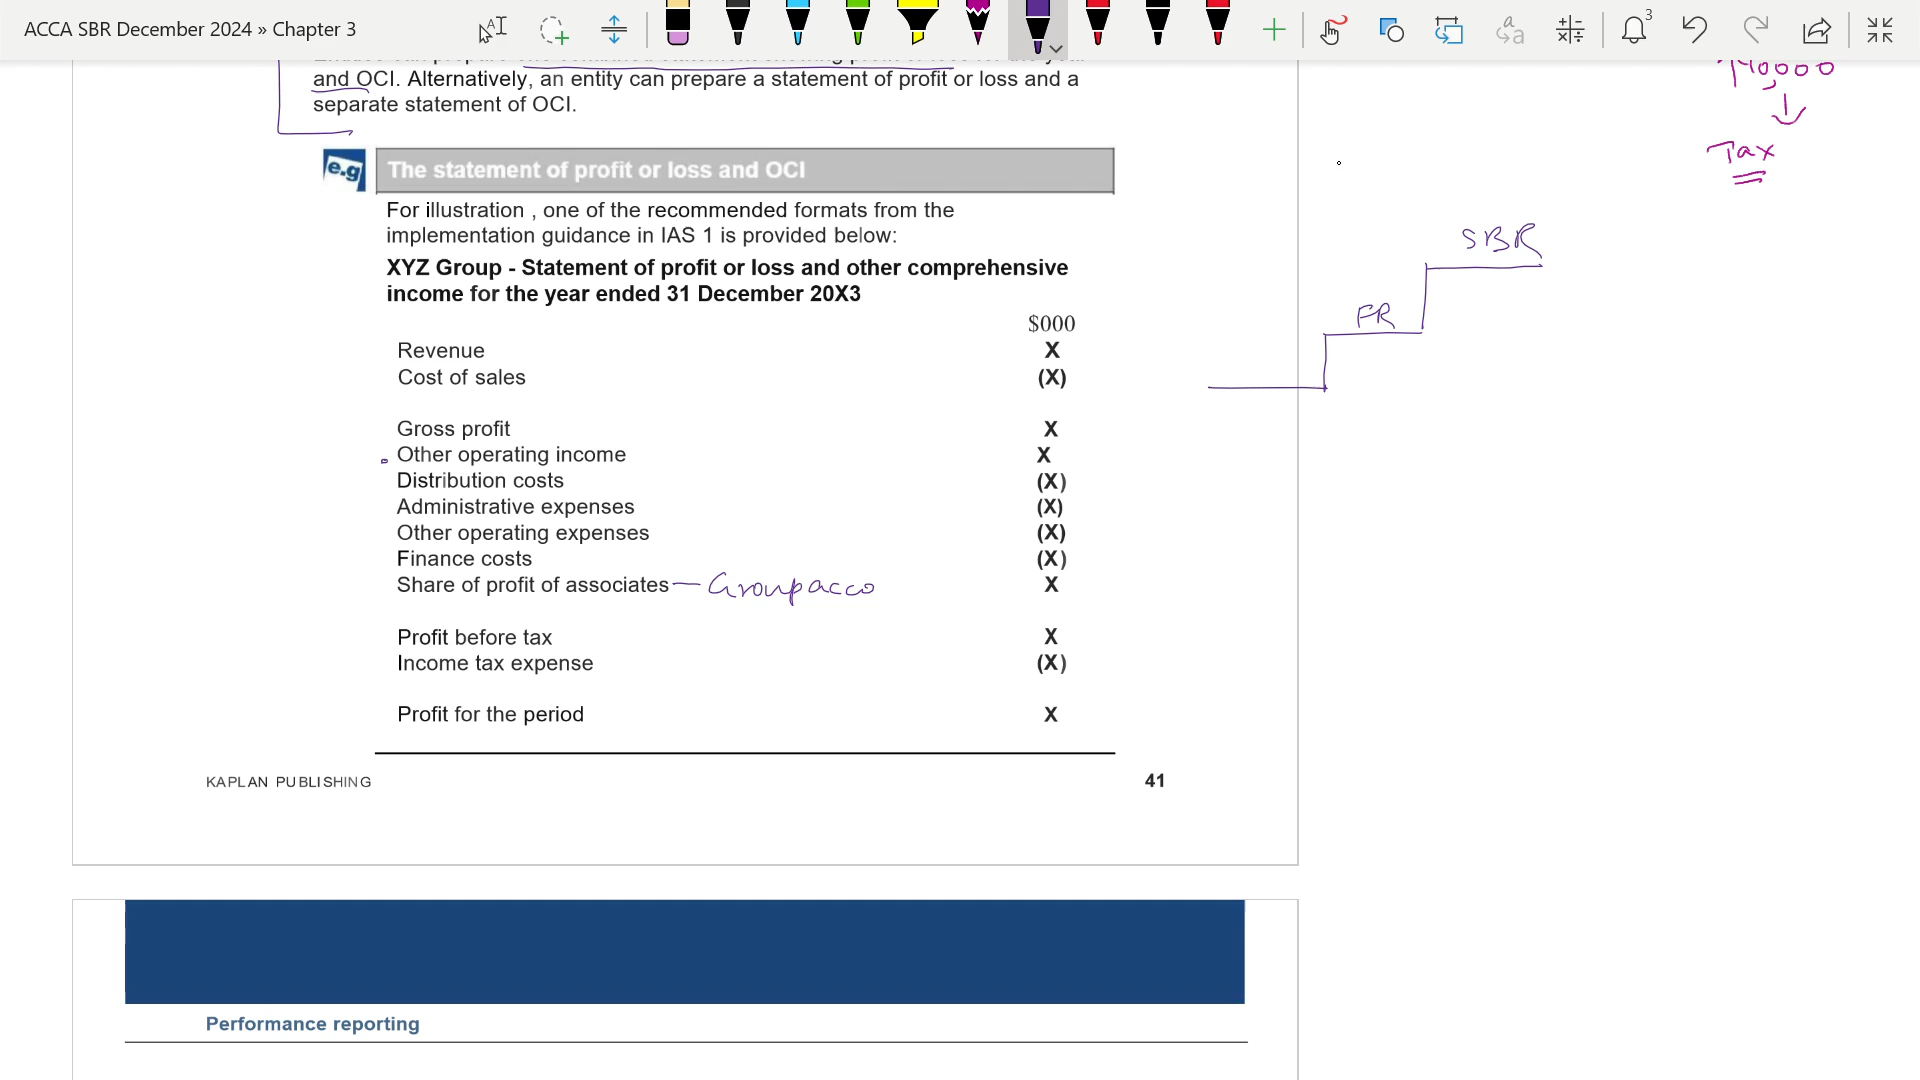 ACCA SBR December 2024 » Chapter 3
3
and OCI. Alternatively, an entity can prepare a statement of profit or loss and a
separate statement of OCI.
e.g
The statement of profit or loss and OCI
For illustration , one of the recommended formats from the
implementation guidance in IAS 1 is provided below:
XYZ Group - Statement of profit or loss and other comprehensive
income for the year ended 31 December 20X3
$000
Revenue X
Cost of sales (X)
Gross profit X
Other operating income X
Distribution costs (X)
Administrative expenses (X)
Other operating expenses (X)
Finance costs (X)
Share of profit of associates — Group acco X
Profit before tax X
Income tax expense (X)
Profit for the period X
KAPLAN PUBLISHING 41
Performance reporting
Tax
SBR
FR